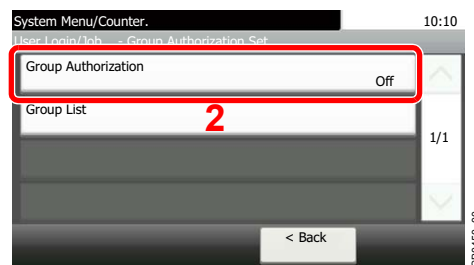 System Menu/Counter.
10:10
User Login/Job... - Group Authorization Set.
Group Authorization
Off
Group List
2
1/1
< Back